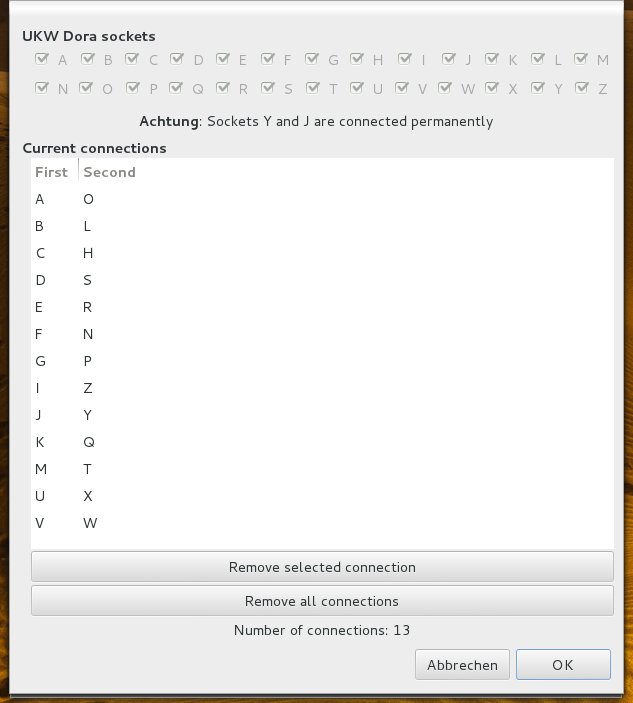 UKW Dora sockets
A B C D E F G H I J K L M
N O P Q R S T U V W X Y Z
Achtung: Sockets Y and J are connected permanently
Current connections
First Second
A O
B L
C H
D S
E R
F N
G P
I Z
J Y
K Q
M T
U X
V W
Remove selected connection
Remove all connections
Number of connections: 13
Abbrechen OK